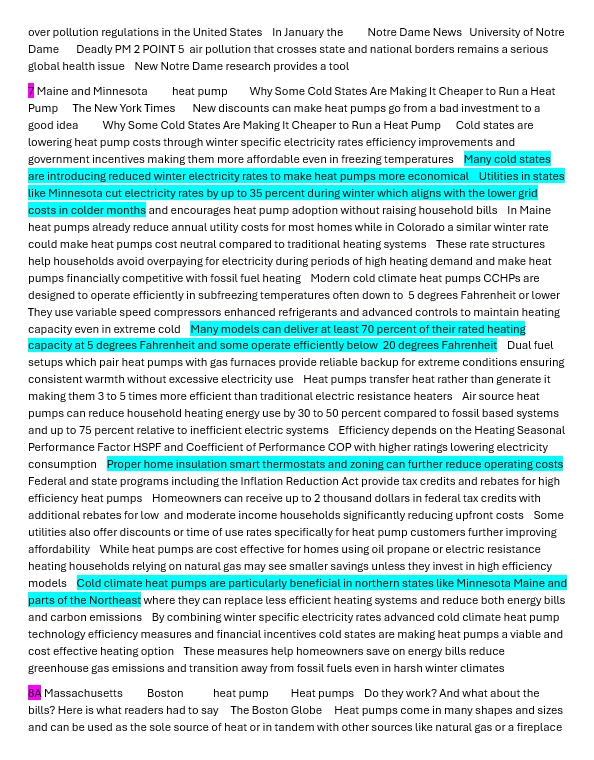 over pollution regulations in the United States In January the Notre Dame News University of Notre
Dame Deadly PM 2 POINT 5 air pollution that crosses state and national borders remains a serious
global health issue New Notre Dame research provides a tool
7 Maine and Minnesota heat pump Why Some Cold States Are Making It Cheaper to Run a Heat
Pump The New York Times New discounts can make heat pumps go from a bad investment to a
good idea Why Some Cold States Are Making It Cheaper to Run a Heat Pump Cold states are
lowering heat pump costs through winter specific electricity rates efficiency improvements and
government incentives making them more affordable even in freezing temperatures Many cold states
are introducing reduced winter electricity rates to make heat pumps more economical Utilities in states
like Minnesota cut electricity rates by up to 35 percent during winter which aligns with the lower grid
costs in colder months and encourages heat pump adoption without raising household bills In Maine
heat pumps already reduce annual utility costs for most homes while in Colorado a similar winter rate
could make heat pumps cost neutral compared to traditional heating systems These rate structures
help households avoid overpaying for electricity during periods of high heating demand and make heat
pumps financially competitive with fossil fuel heating Modern cold climate heat pumps CCHPs are
designed to operate efficiently in subfreezing temperatures often down to 5 degrees Fahrenheit or lower
They use variable speed compressors enhanced refrigerants and advanced controls to maintain heating
capacity even in extreme cold Many models can deliver at least 70 percent of their rated heating
capacity at 5 degrees Fahrenheit and some operate efficiently below 20 degrees Fahrenheit Dual fuel
setups which pair heat pumps with gas furnaces provide reliable backup for extreme conditions ensuring
consistent warmth without excessive electricity use Heat pumps transfer heat rather than generate it
making them 3 to 5 times more efficient than traditional electric resistance heaters Air source heat
pumps can reduce household heating energy use by 30 to 50 percent compared to fossil based systems
and up to 75 percent relative to inefficient electric systems Efficiency depends on the Heating Seasonal
Performance Factor HSPF and Coefficient of Performance COP with higher ratings lowering electricity
consumption Proper home insulation smart thermostats and zoning can further reduce operating costs
Federal and state programs including the Inflation Reduction Act provide tax credits and rebates for high
efficiency heat pumps Homeowners can receive up to 2 thousand dollars in federal tax credits with
additional rebates for low and moderate income households significantly reducing upfront costs Some
utilities also offer discounts or time of use rates specifically for heat pump customers further improving
affordability While heat pumps are cost effective for homes using oil propane or electric resistance
heating households relying on natural gas may see smaller savings unless they invest in high efficiency
models Cold climate heat pumps are particularly beneficial in northern states like Minnesota Maine and
parts of the Northeast where they can replace less efficient heating systems and reduce both energy bills
and carbon emissions By combining winter specific electricity rates advanced cold climate heat pump
technology efficiency measures and financial incentives cold states are making heat pumps a viable and
cost effective heating option These measures help homeowners save on energy bills reduce
greenhouse gas emissions and transition away from fossil fuels even in harsh winter climates
8A Massachusetts Boston heat pump Heat pumps Do they work? And what about the
bills? Here is what readers had to say The Boston Globe Heat pumps come in many shapes and sizes
and can be used as the sole source of heat or in tandem with other sources like natural gas or a fireplace